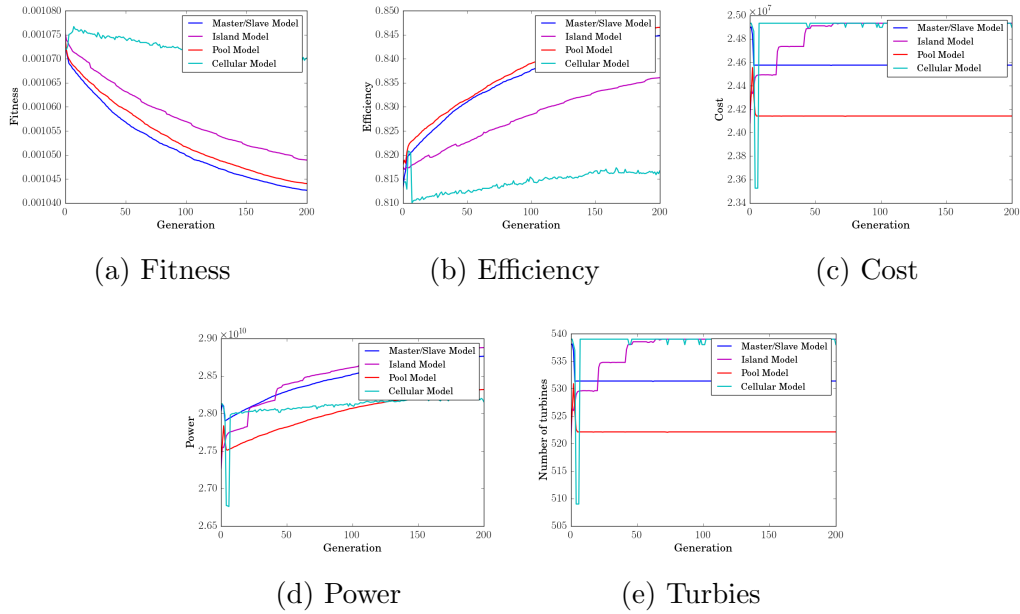 0.001080
0.001075
0.001070
0.001065
0.001060
0.001055
0.001050
0.001045
0.001040
Fitness
0 50 100 150 200
Generation
Master/Slave Model
Island Model
Pool Model
Cellular Model
(a) Fitness
0.850
0.845
0.840
0.835
0.830
0.825
0.820
0.815
0.810
Efficiency
0 50 100 150 200
Generation
Master/Slave Model
Island Model
Pool Model
Cellular Model
(b) Efficiency
×10⁷
2.50
2.48
2.46
2.44
2.42
2.40
2.38
2.36
2.34
Cost
0 50 100 150 200
Generation
Master/Slave Model
Island Model
Pool Model
Cellular Model
(c) Cost
×10¹⁰
2.90
2.85
2.80
2.75
2.70
2.65
Power
0 50 100 150 200
Generation
Master/Slave Model
Island Model
Pool Model
Cellular Model
(d) Power
540
535
530
525
520
515
510
505
Number of turbines
0 50 100 150 200
Generation
Master/Slave Model
Island Model
Pool Model
Cellular Model
(e) Turbies